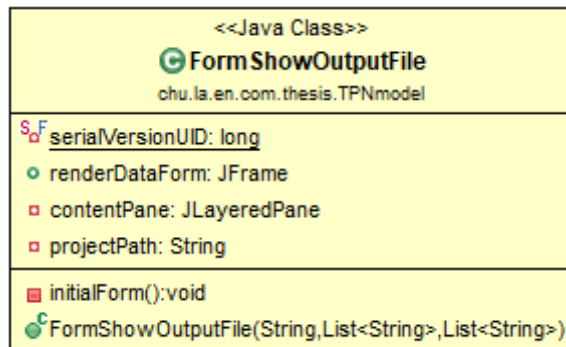 <<Java Class>>
C FormShowOutputFile
chu.la.en.com.thesis.TPNmodel
S F serialVersionUID: long
renderDataForm: JFrame
contentPane: JLayeredPane
projectPath: String
initialForm():void
C FormShowOutputFile(String,List<String>,List<String>)